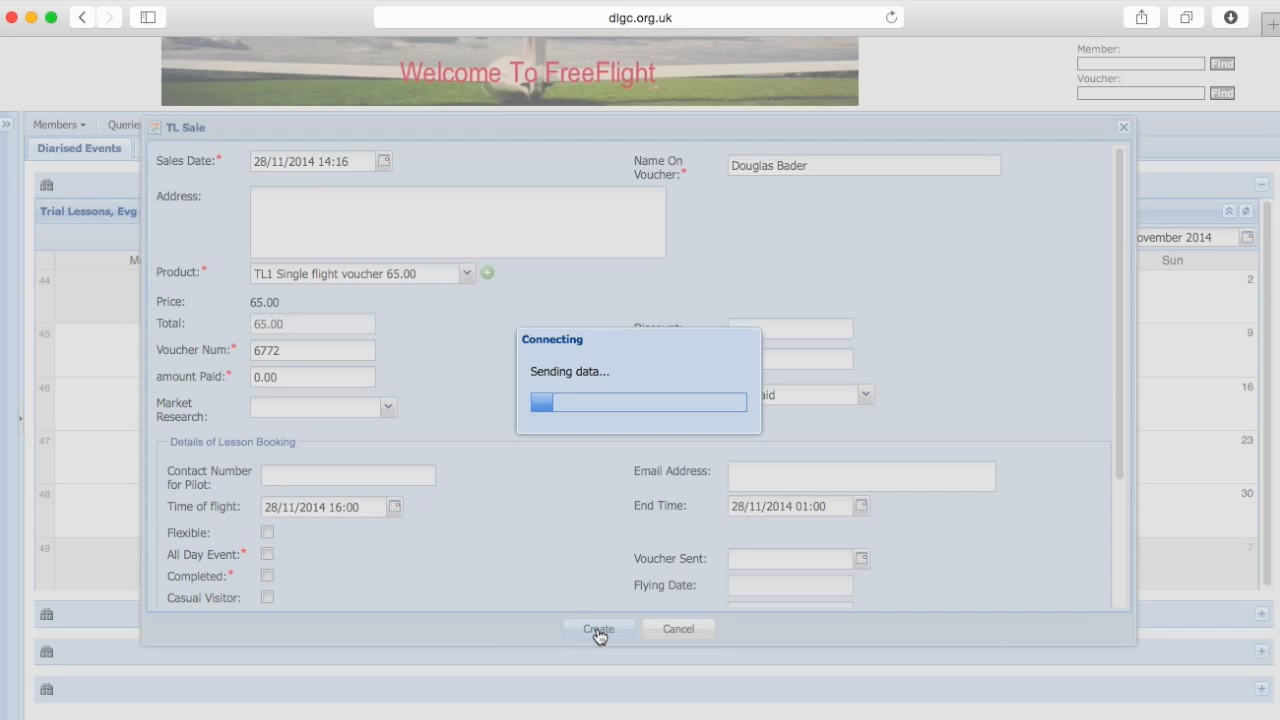 dlgc.org.uk
Welcome To FreeFlight
Member:
Find
Voucher:
Find
Members
TL Sale
Diarised Events
Sales Date:* 28/11/2014 14:16
Name On Voucher:* Douglas Bader
Address:
Trial Lessons, Evg
November 2014
Sun
Product:* TL1 Single flight voucher 65.00
Price: 65.00
Total: 65.00
Voucher Num:* 6772
amount Paid:* 0.00
Market Research:
Connecting
Sending data...
44
45
46
47
48
49
2
9
16
23
30
7
Details of Lesson Booking
Contact Number for Pilot:
Email Address:
Time of flight: 28/11/2014 16:00
End Time: 28/11/2014 01:00
Flexible:
All Day Event:*
Completed:*
Casual Visitor:
Voucher Sent:
Flying Date:
Create
Cancel